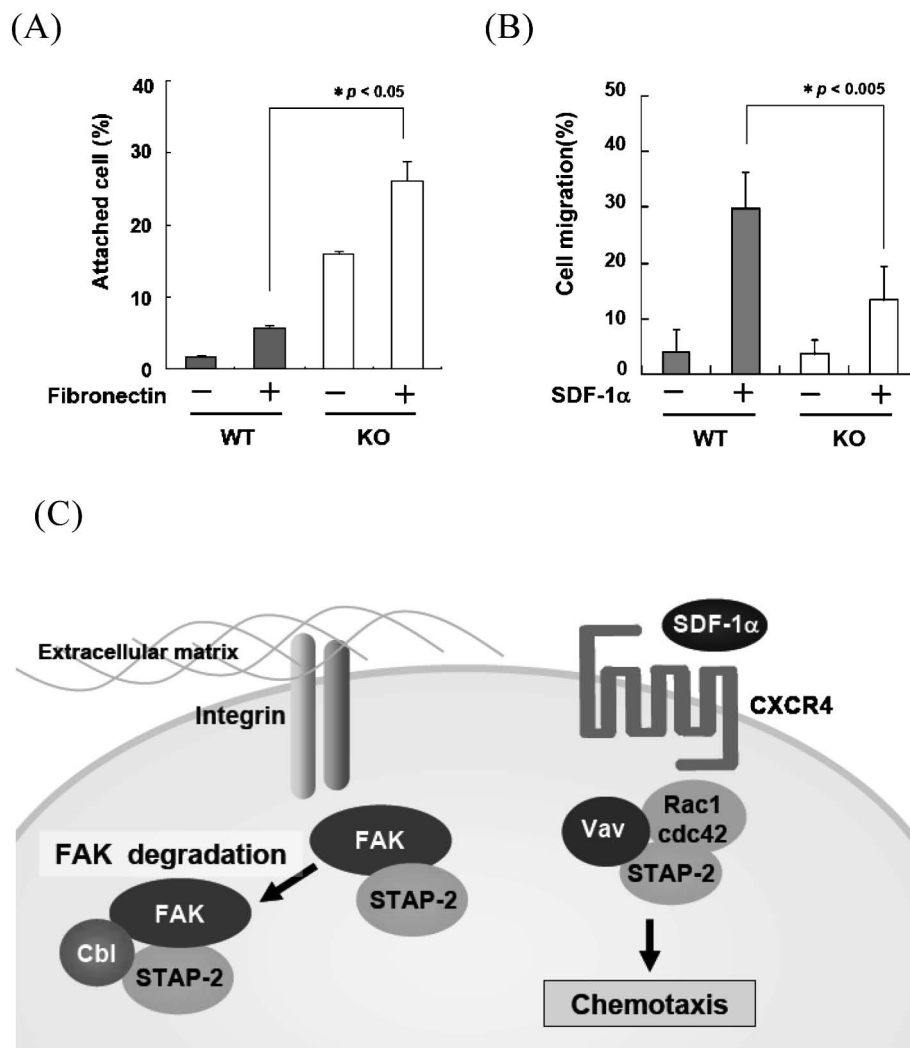 (A)
40
30
20
10
0
Attached cell (%)
* p < 0.05
Fibronectin
− + − +
WT KO
(B)
50
40
30
20
10
0
Cell migration(%)
* p < 0.005
SDF-1α
− + − +
WT KO
(C)
Extracellular matrix
Integrin
FAK degradation
FAK
STAP-2
FAK
Cbl
STAP-2
SDF-1α
CXCR4
Vav
Rac1
cdc42
STAP-2
Chemotaxis